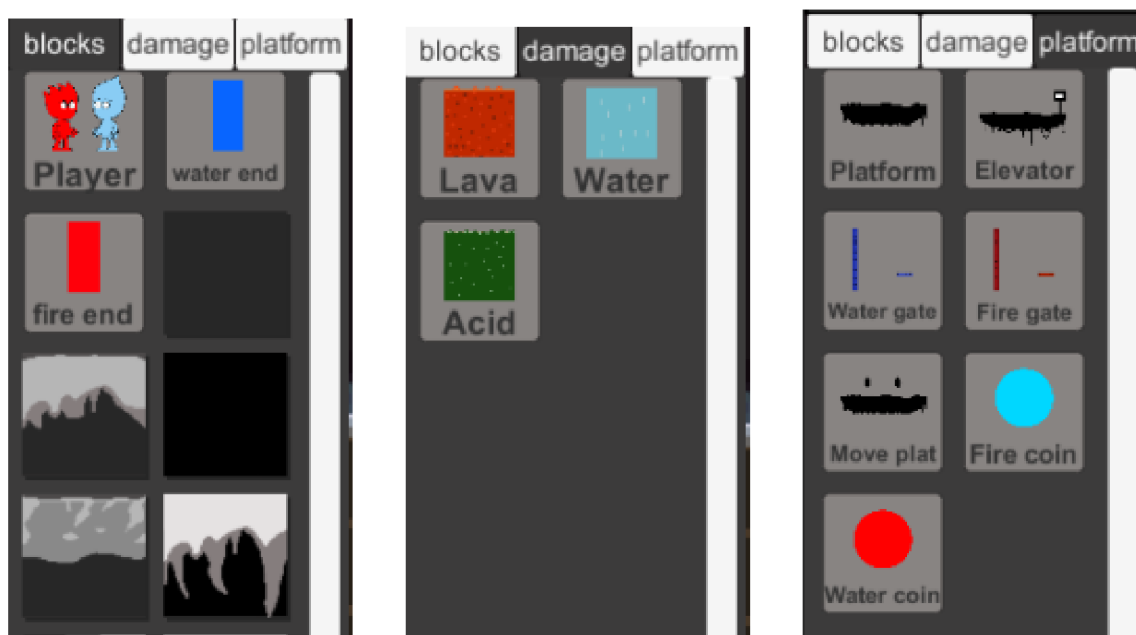 blocks damage platform
Player water end
fire end
blocks damage platform
Lava Water
Acid
blocks damage platform
Platform Elevator
Water gate Fire gate
Move plat Fire coin
Water coin